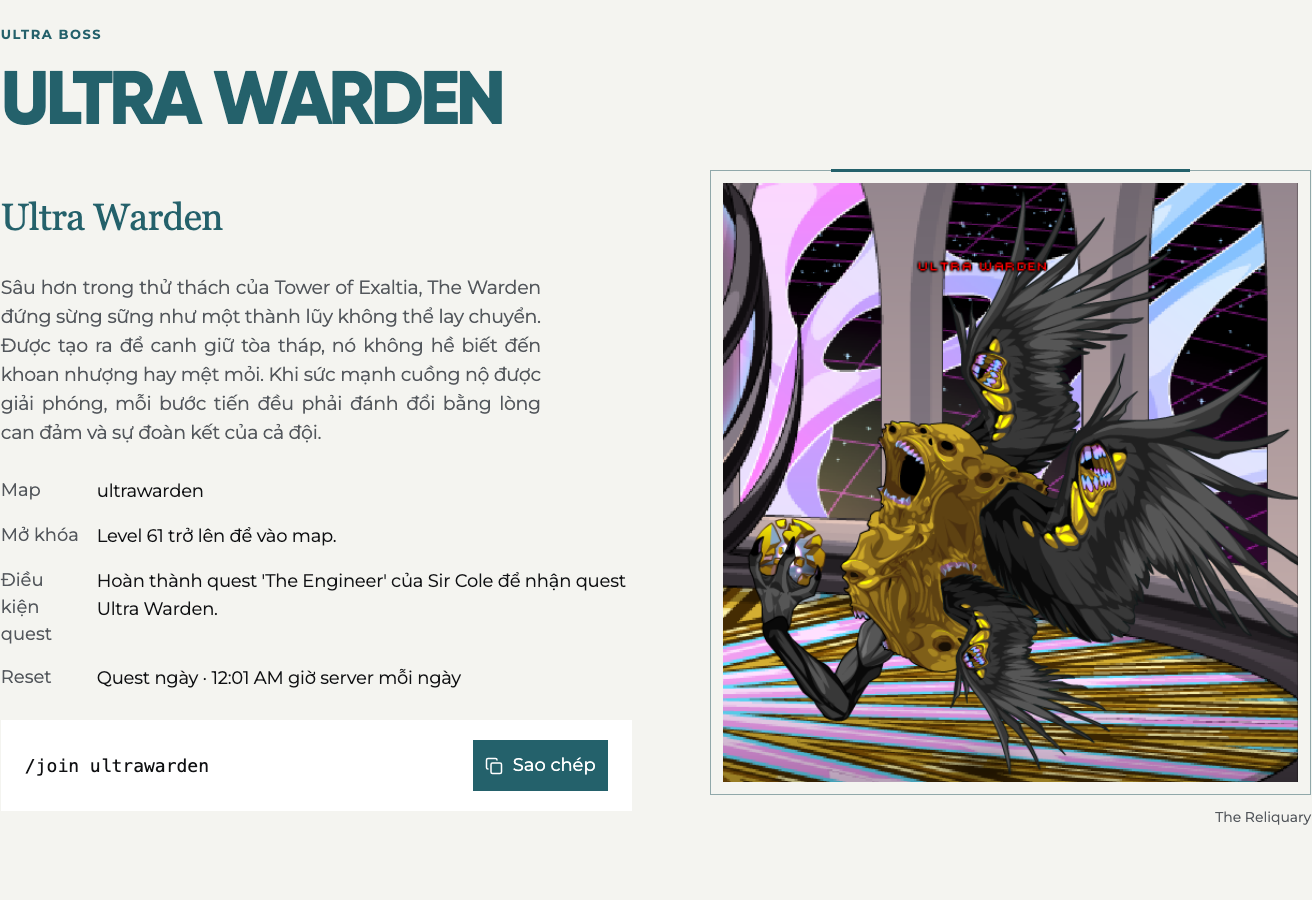 ULTRA BOSS
ULTRA WARDEN
Ultra Warden
Sâu hơn trong thử thách của Tower of Exaltia, The Warden
đứng sừng sững như một thành lũy không thể lay chuyển.
Được tạo ra để canh giữ tòa tháp, nó không hề biết đến
khoan nhượng hay mệt mỏi. Khi sức mạnh cuồng nộ được
giải phóng, mỗi bước tiến đều phải đánh đổi bằng lòng
can đảm và sự đoàn kết của cả đội.
Map ultrawarden
Mở khóa Level 61 trở lên để vào map.
Điều kiện quest Hoàn thành quest 'The Engineer' của Sir Cole để nhận quest
Ultra Warden.
Reset Quest ngày · 12:01 AM giờ server mỗi ngày
/join ultrawarden
Sao chép
ULTRA WARDEN
The Reliquary